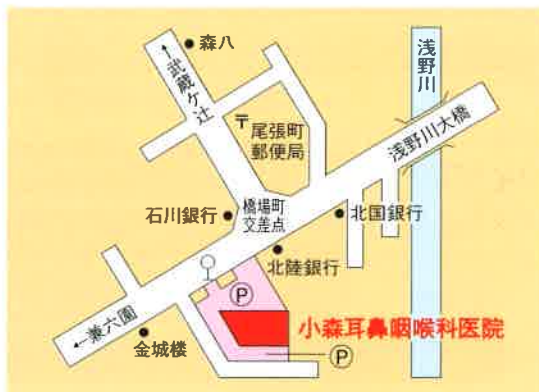 森八
←武蔵ケ辻
〒
尾張町
郵便局
浅野川
浅野川大橋
石川銀行
橋場町
交差点
北国銀行
北陸銀行
Ⓟ
小森耳鼻咽喉科医院
←兼六園
金城楼
Ⓟ